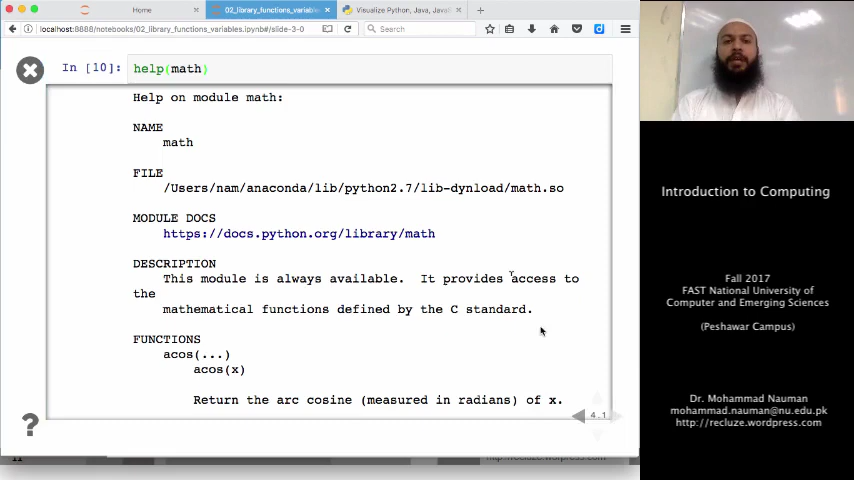 Home
02_library_functions_variables
Visualize Python, Java, JavaS
localhost:8888/notebooks/02_library_functions_variables.ipynb#/slide-3-0
Search
In [10]: help(math)
Help on module math:
NAME
math
FILE
/Users/nam/anaconda/lib/python2.7/lib-dynload/math.so
MODULE DOCS
https://docs.python.org/library/math
DESCRIPTION
This module is always available.  It provides access to
the
mathematical functions defined by the C standard.
FUNCTIONS
acos(...)
acos(x)
Return the arc cosine (measured in radians) of x.
4.1
?
Introduction to Computing
Fall 2017
FAST National University of
Computer and Emerging Sciences
(Peshawar Campus)
Dr. Mohammad Nauman
mohammad.nauman@nu.edu.pk
http://recluze.wordpress.com